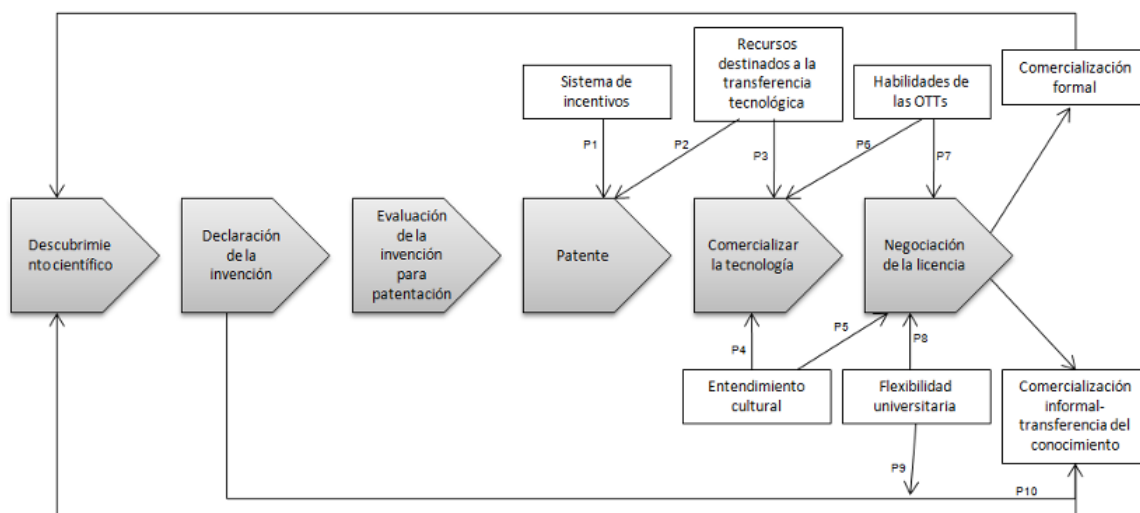 Sistema de
incentivos
Recursos
destinados a la
transferencia
tecnológica
Habilidades de
las OTTs
Comercialización
formal
P1
P2
P3
P6
P7
Descubrimie
nto científico
Declaración
de la
invención
Evaluación
de la
invención
para
patentación
Patente
Comercializar
la tecnología
Negociación
de la licencia
P4
P5
P8
Entendimiento
cultural
Flexibilidad
universitaria
Comercialización
informal-
transferencia del
conocimiento
P9
P10